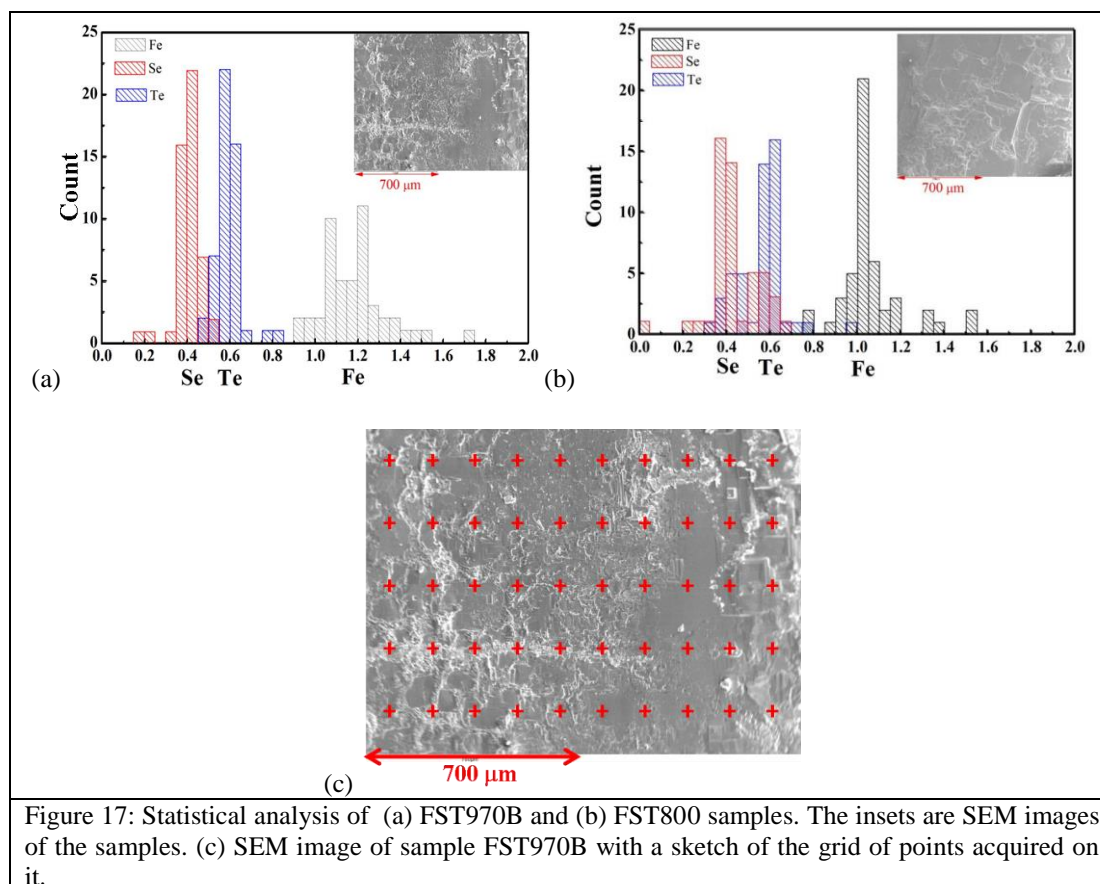 25
20
15
10
5
0
Count
Fe
Se
Te
700 μm
0.0 0.2 0.4 0.6 0.8 1.0 1.2 1.4 1.6 1.8 2.0
Se Te Fe
(a)
25
20
15
10
5
0
Count
Fe
Se
Te
700 μm
0.0 0.2 0.4 0.6 0.8 1.0 1.2 1.4 1.6 1.8 2.0
Se Te Fe
(b)
700 μm
(c)
Figure 17: Statistical analysis of (a) FST970B and (b) FST800 samples. The insets are SEM images
of the samples. (c) SEM image of sample FST970B with a sketch of the grid of points acquired on
it.